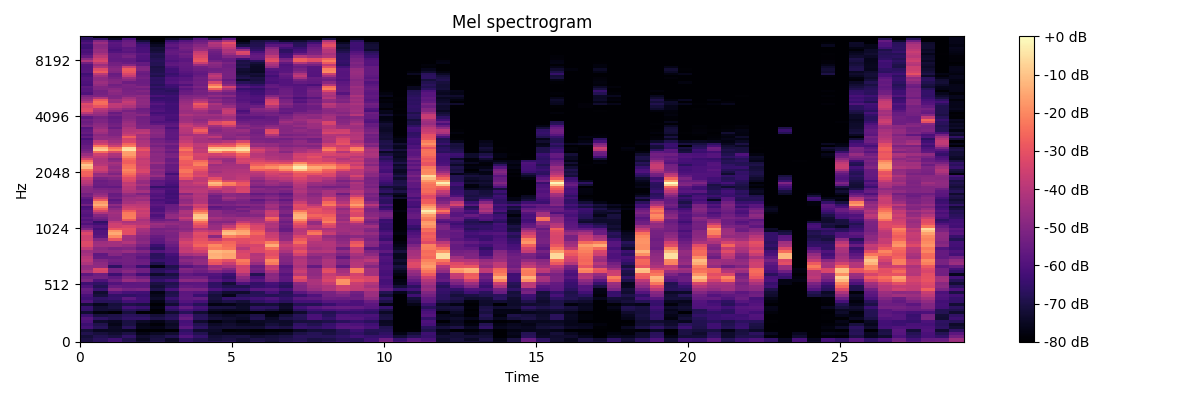 Mel spectrogram
8192
4096
2048
1024
512
0
Hz
0 5 10 15 20 25
Time
+0 dB
-10 dB
-20 dB
-30 dB
-40 dB
-50 dB
-60 dB
-70 dB
-80 dB